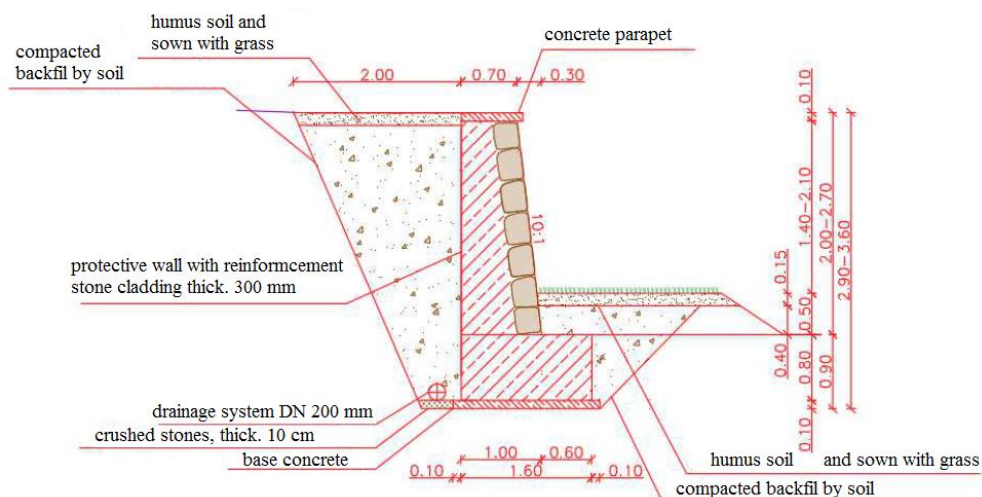 humus soil and
sown with grass
concrete parapet
compacted
backfil by soil
2.00
0.70
0.30
0.10
1.40-2.10
2.00-2.70
2.90-3.60
10:1
protective wall with reinformcement
stone cladding thick. 300 mm
0.15
0.50
0.40
0.80
0.90
0.10
drainage system DN 200 mm
crushed stones, thick. 10 cm
base concrete
1.00
0.60
0.10
1.60
0.10
humus soil and sown with grass
compacted backfil by soil